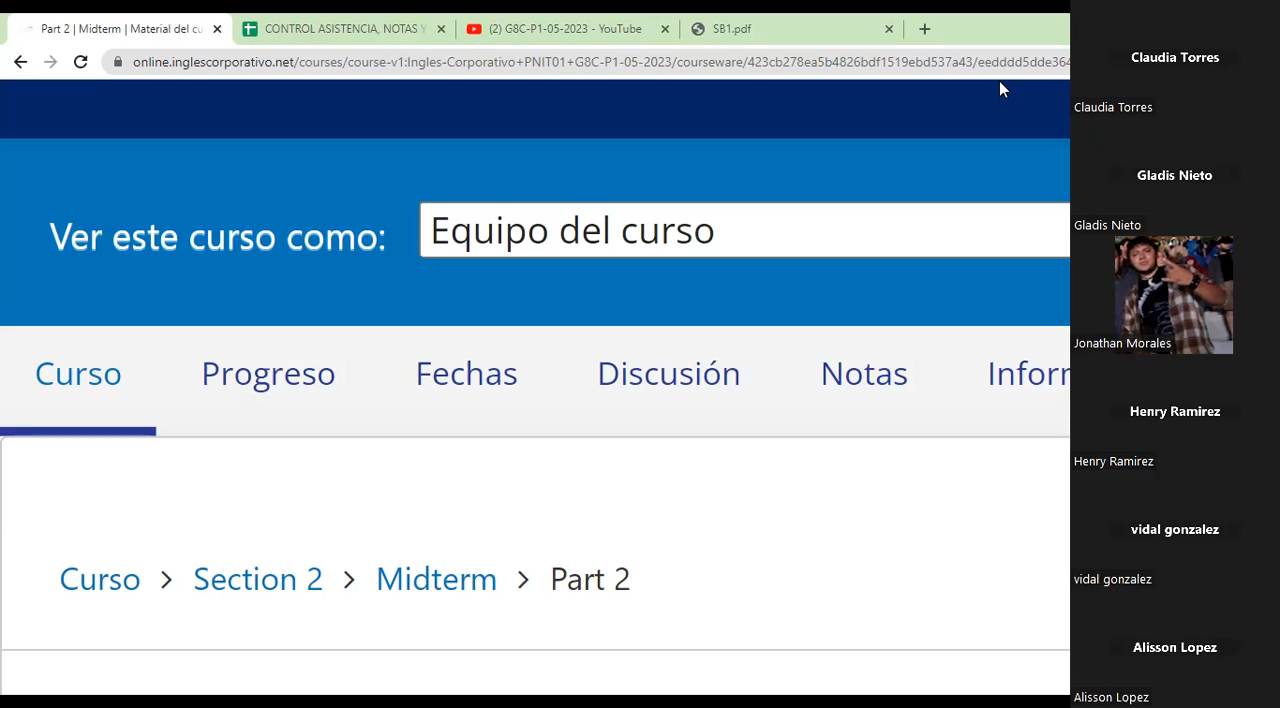 Part 2 | Midterm | Material del cu
CONTROL ASISTENCIA, NOTAS Y
(2) G8C-P1-05-2023 - YouTube
SB1.pdf
online.inglescorporativo.net/courses/course-v1:Ingles-Corporativo+PNIT01+G8C-P1-05-2023/courseware/423cb278ea5b4826bdf1519ebd537a43/eedddd5dde364
Ver este curso como:
Equipo del curso
Curso
Progreso
Fechas
Discusión
Notas
Infor
Curso > Section 2 > Midterm > Part 2
Claudia Torres
Claudia Torres
Gladis Nieto
Gladis Nieto
Jonathan Morales
Henry Ramirez
Henry Ramirez
vidal gonzalez
vidal gonzalez
Alisson Lopez
Alisson Lopez